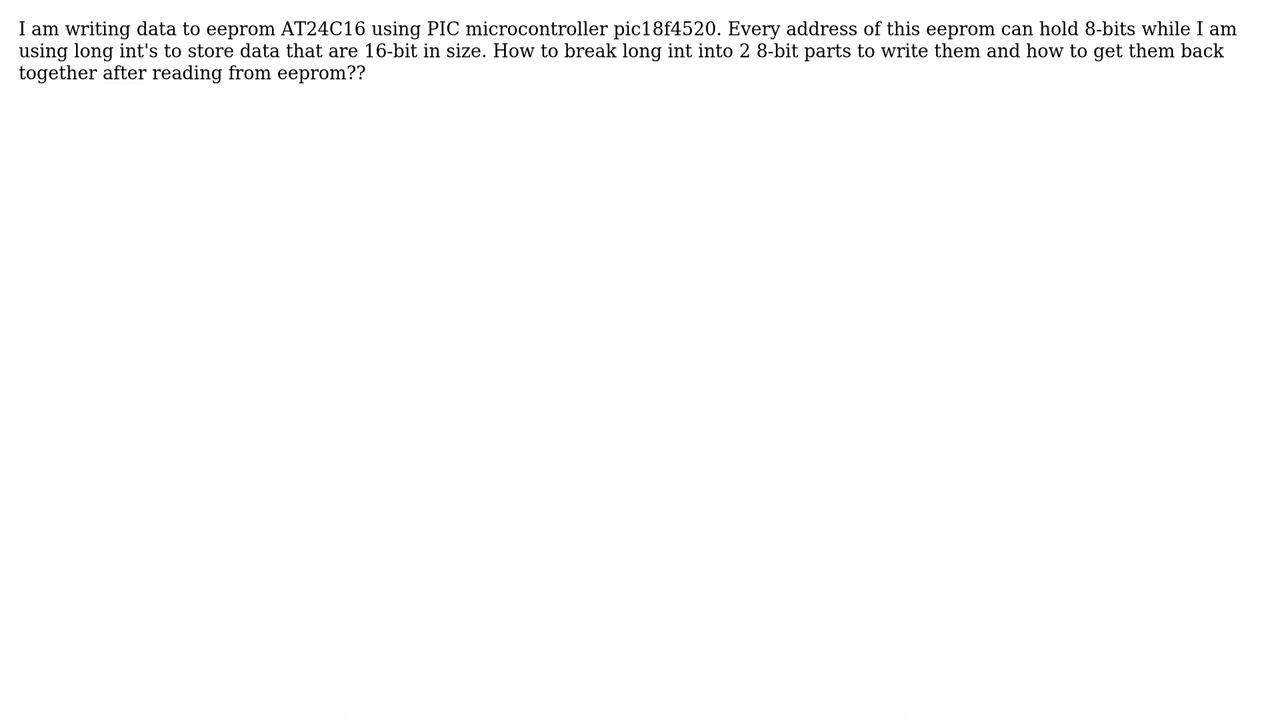 I am writing data to eeprom AT24C16 using PIC microcontroller pic18f4520. Every address of this eeprom can hold 8-bits while I am
using long int's to store data that are 16-bit in size. How to break long int into 2 8-bit parts to write them and how to get them back
together after reading from eeprom??